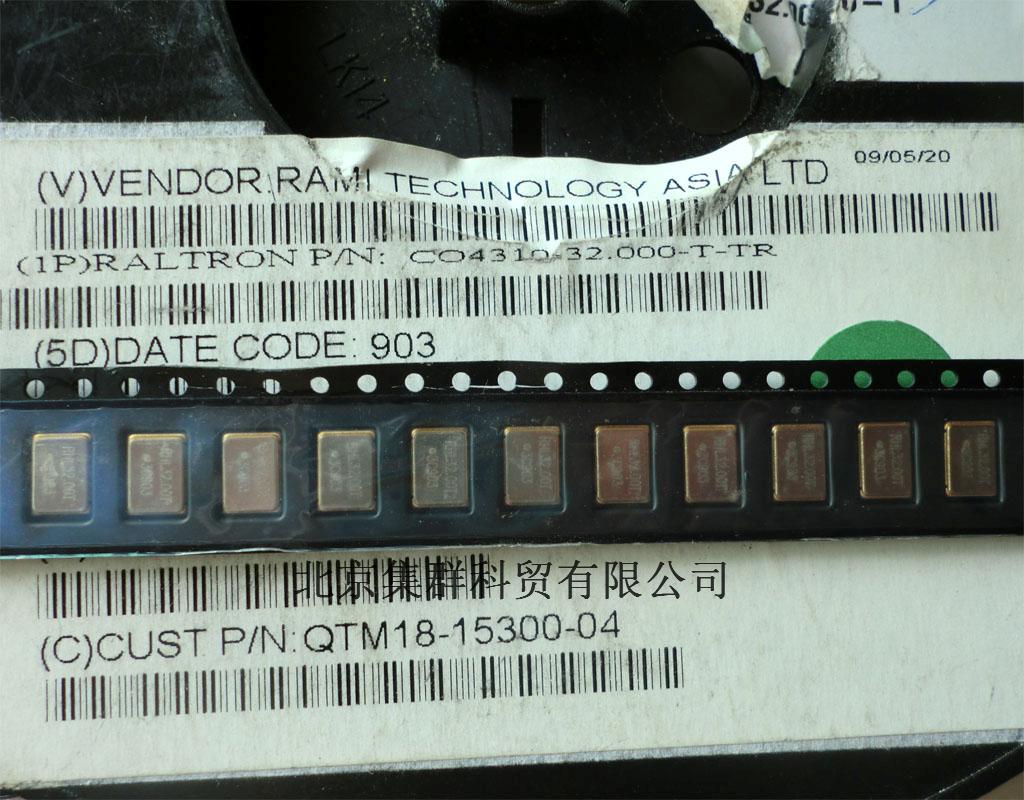 LKIA
(V)VENDOR:RAMI TECHNOLOGY ASIA LTD 09/05/20
(1P)RALTRON P/N: CO4310-32.000-T-TR
(5D)DATE CODE: 903
北京集群科贸有限公司
(C)CUST P/N:QTM18-15300-04